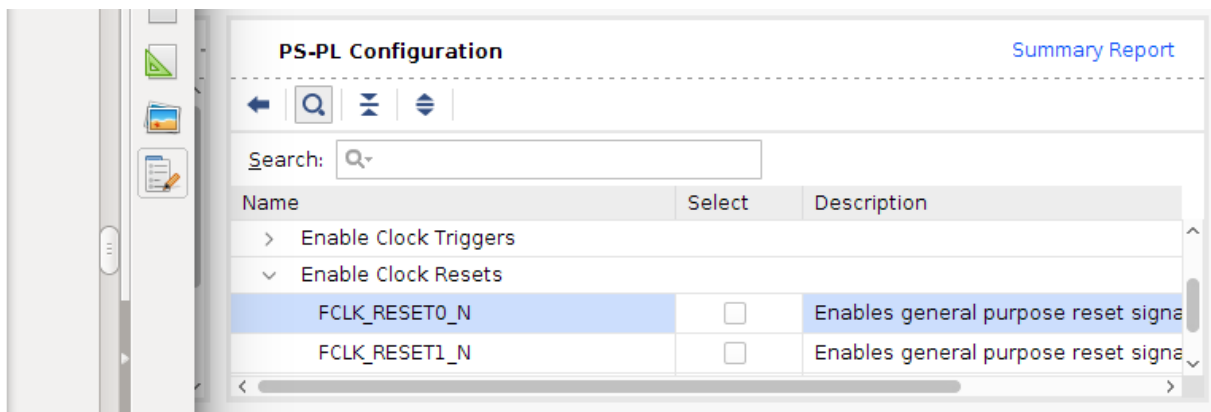 PS-PL Configuration Summary Report
Search:
Name Select Description
Enable Clock Triggers
Enable Clock Resets
FCLK_RESET0_N Enables general purpose reset signa
FCLK_RESET1_N Enables general purpose reset signa